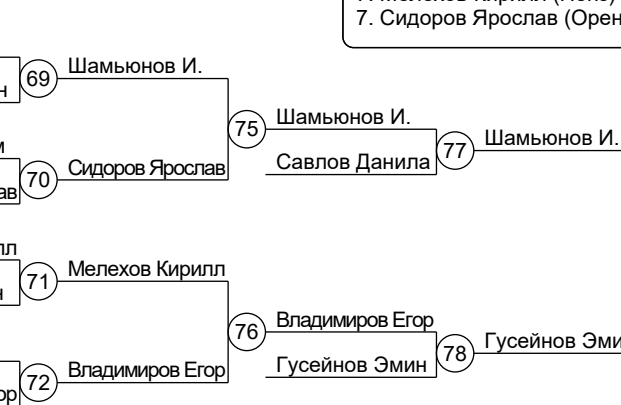 7. Сидоров Ярослав (Орен
69 Шамьюнов И.
75 Шамьюнов И.
77 Шамьюнов И.
Савлов Данила
70 Сидоров Ярослав
71 Мелехов Кирилл
76 Владимиров Егор
78 Гусейнов Эми
Гусейнов Эмин
72 Владимиров Егор